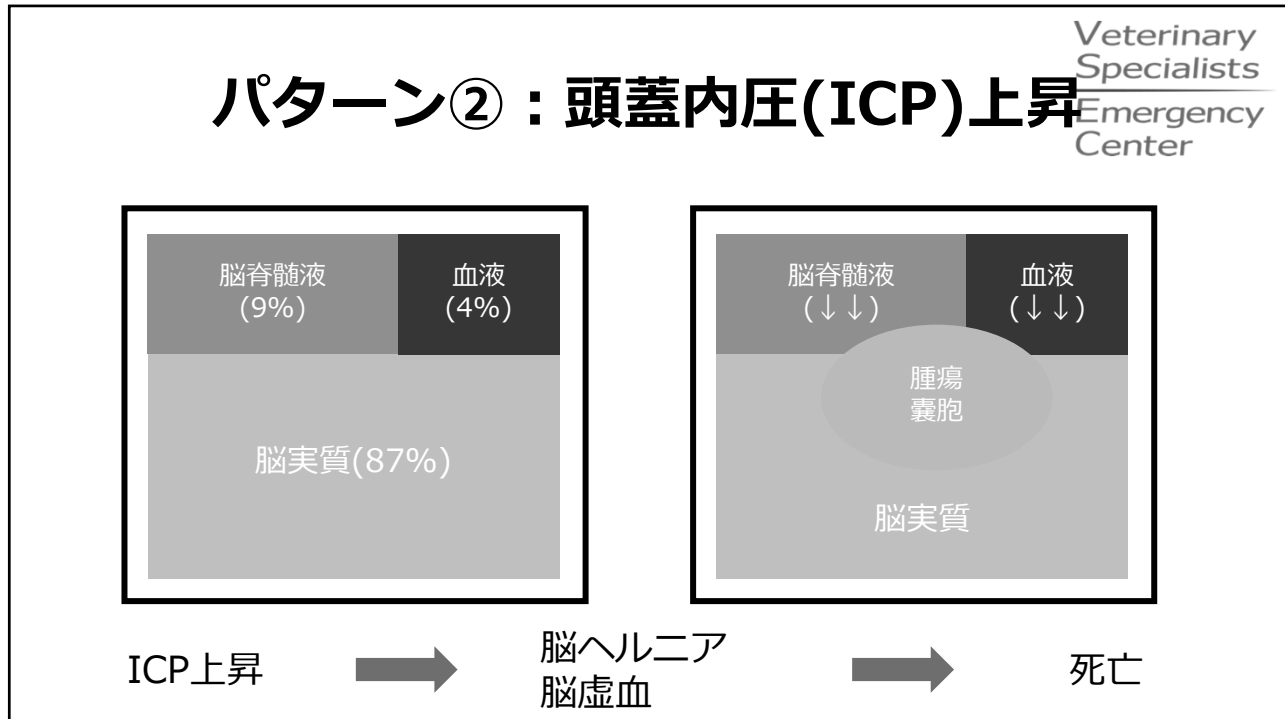 Veterinary
Specialists
Emergency
Center
パターン②：頭蓋内圧(ICP)上昇
脳脊髄液
(9%)
血液
(4%)
脳実質(87%)
脳脊髄液
(↓↓)
血液
(↓↓)
腫瘍
嚢胞
脳実質
ICP上昇
脳ヘルニア
脳虚血
死亡